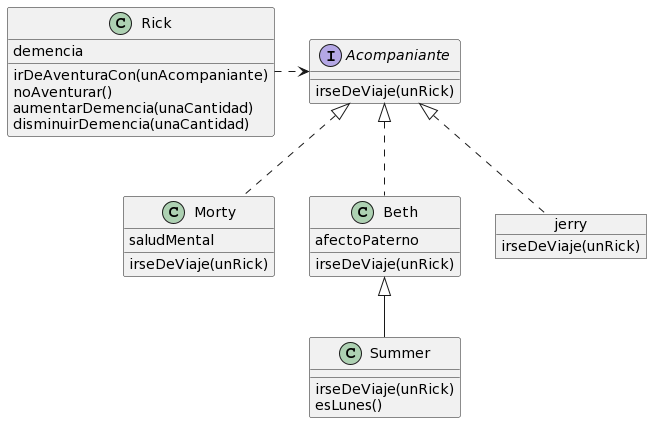 C Rick
demencia
irDeAventuraCon(unAcompaniante)
noAventurar()
aumentarDemencia(unaCantidad)
disminuirDemencia(unaCantidad)
I Acompaniante
irseDeViaje(unRick)
C Morty
saludMental
irseDeViaje(unRick)
C Beth
afectoPaterno
irseDeViaje(unRick)
jerry
irseDeViaje(unRick)
C Summer
irseDeViaje(unRick)
esLunes()